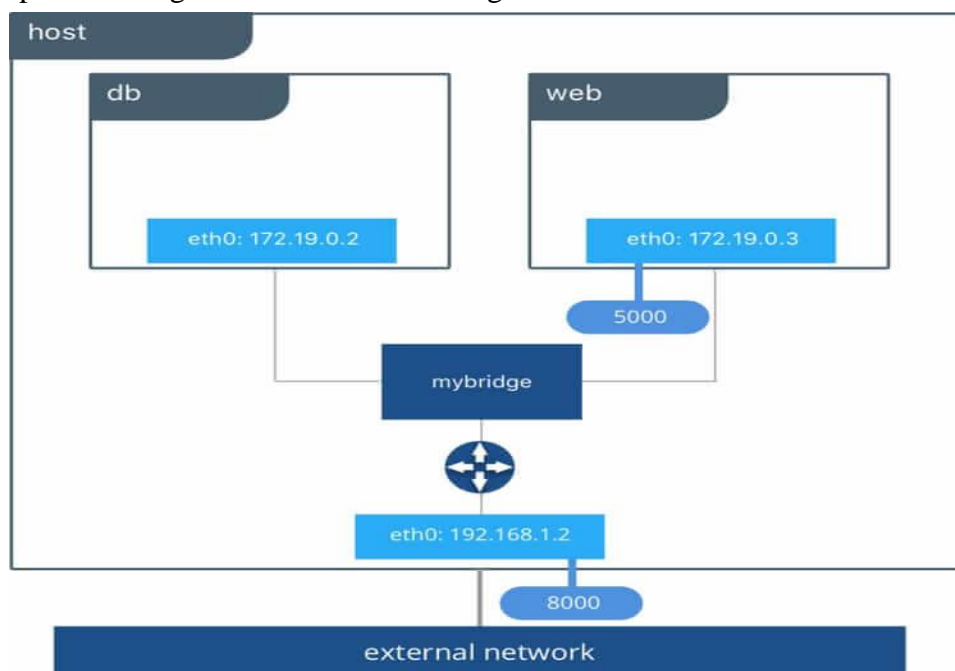 host
db
web
eth0: 172.19.0.2
eth0: 172.19.0.3
5000
mybridge
eth0: 192.168.1.2
8000
external network